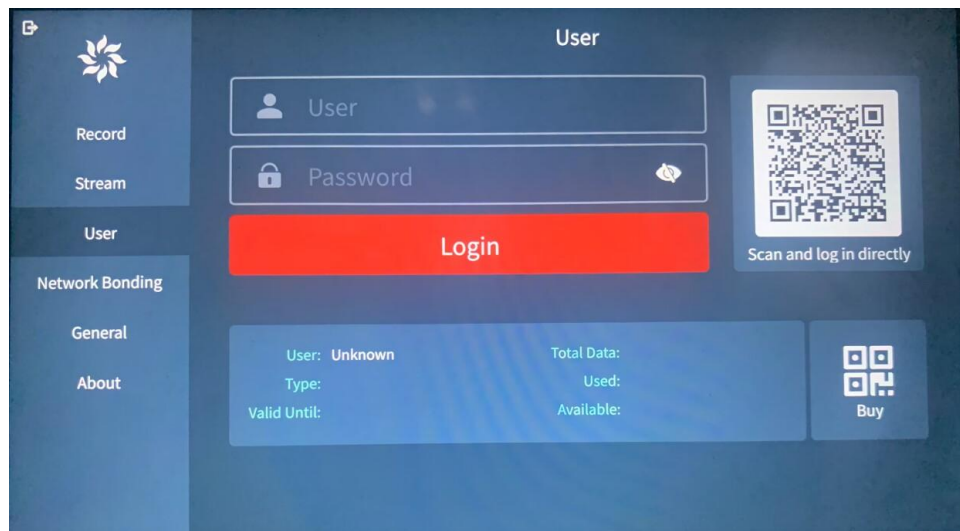 User
Record
Stream
User
Network Bonding
General
About
User
Password
Login
Scan and log in directly
User: Unknown
Type:
Valid Until:
Total Data:
Used:
Available:
Buy